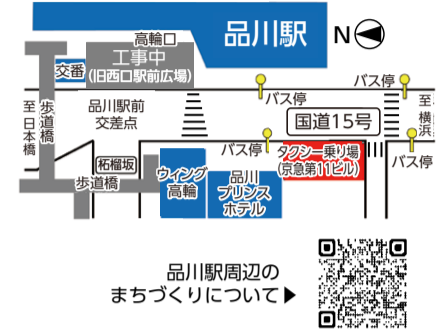 品川駅
N
高輪口
工事中
(旧西口駅前広場)
交番
バス停
バス停
至日本橋
歩道橋
品川駅前
交差点
国道15号
至横浜
柘榴坂
歩道橋
バス停
タクシー乗り場
(京急第11ビル)
バス停
ウィング
高輪
品川
プリンス
ホテル
品川駅周辺の
まちづくりについて▶